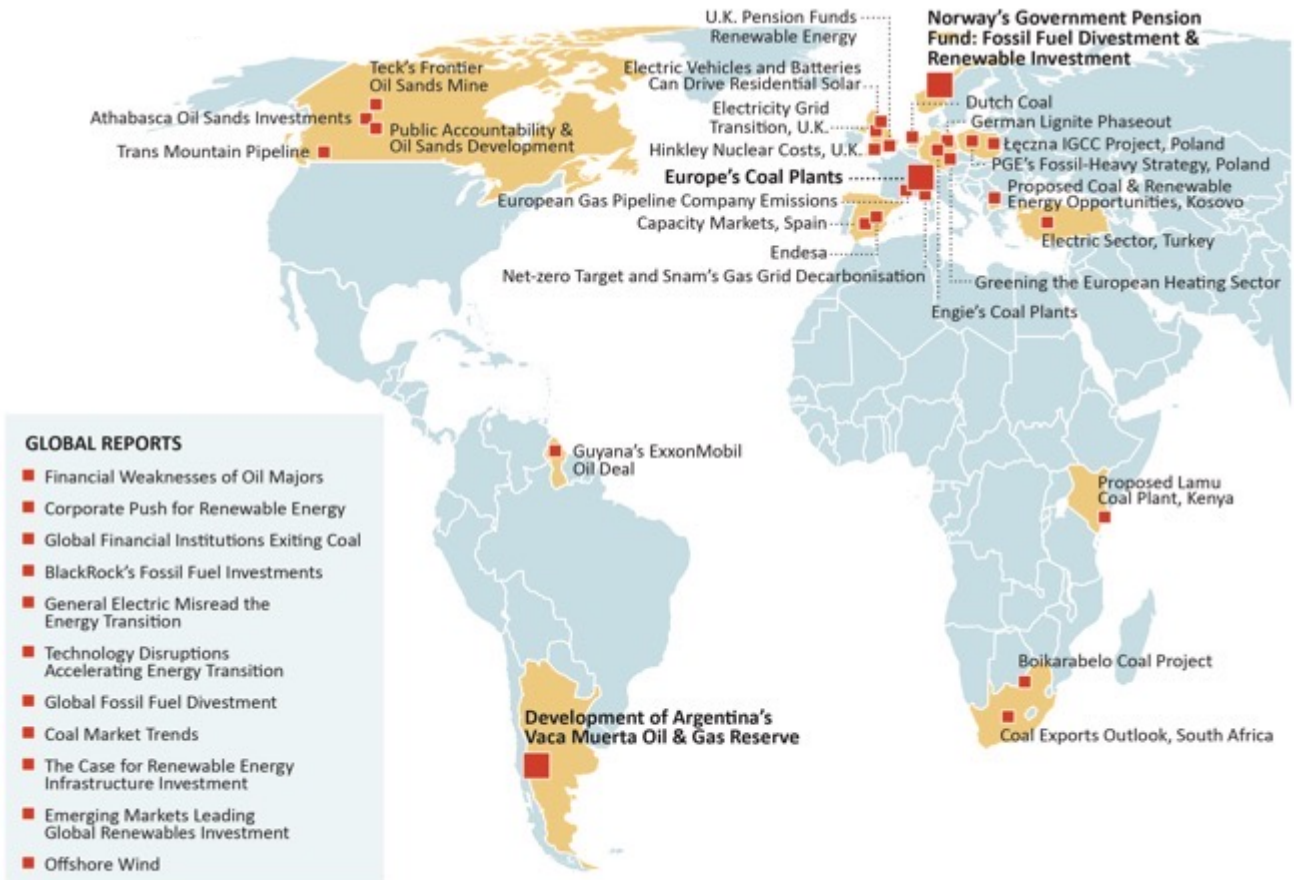 U.K. Pension Funds
Renewable Energy
Norway's Government Pension
Fund: Fossil Fuel Divestment &
Renewable Investment
Teck's Frontier
Oil Sands Mine
Electric Vehicles and Batteries
Can Drive Residential Solar
Athabasca Oil Sands Investments
Public Accountability &
Oil Sands Development
Trans Mountain Pipeline
Electricity Grid
Transition, U.K.
Hinkley Nuclear Costs, U.K.
Dutch Coal
German Lignite Phaseout
Łęczna IGCC Project, Poland
PGE's Fossil-Heavy Strategy, Poland
Europe's Coal Plants
Proposed Coal & Renewable
Energy Opportunities, Kosovo
European Gas Pipeline Company Emissions
Capacity Markets, Spain
Electric Sector, Turkey
Endesa
Net-zero Target and Snam's Gas Grid Decarbonisation
Greening the European Heating Sector
Engie's Coal Plants
GLOBAL REPORTS
Financial Weaknesses of Oil Majors
Corporate Push for Renewable Energy
Global Financial Institutions Exiting Coal
BlackRock's Fossil Fuel Investments
General Electric Misread the
Energy Transition
Technology Disruptions
Accelerating Energy Transition
Global Fossil Fuel Divestment
Coal Market Trends
The Case for Renewable Energy
Infrastructure Investment
Emerging Markets Leading
Global Renewables Investment
Offshore Wind
Guyana's ExxonMobil
Oil Deal
Proposed Lamu
Coal Plant, Kenya
Boikarabelo Coal Project
Development of Argentina's
Vaca Muerta Oil & Gas Reserve
Coal Exports Outlook, South Africa